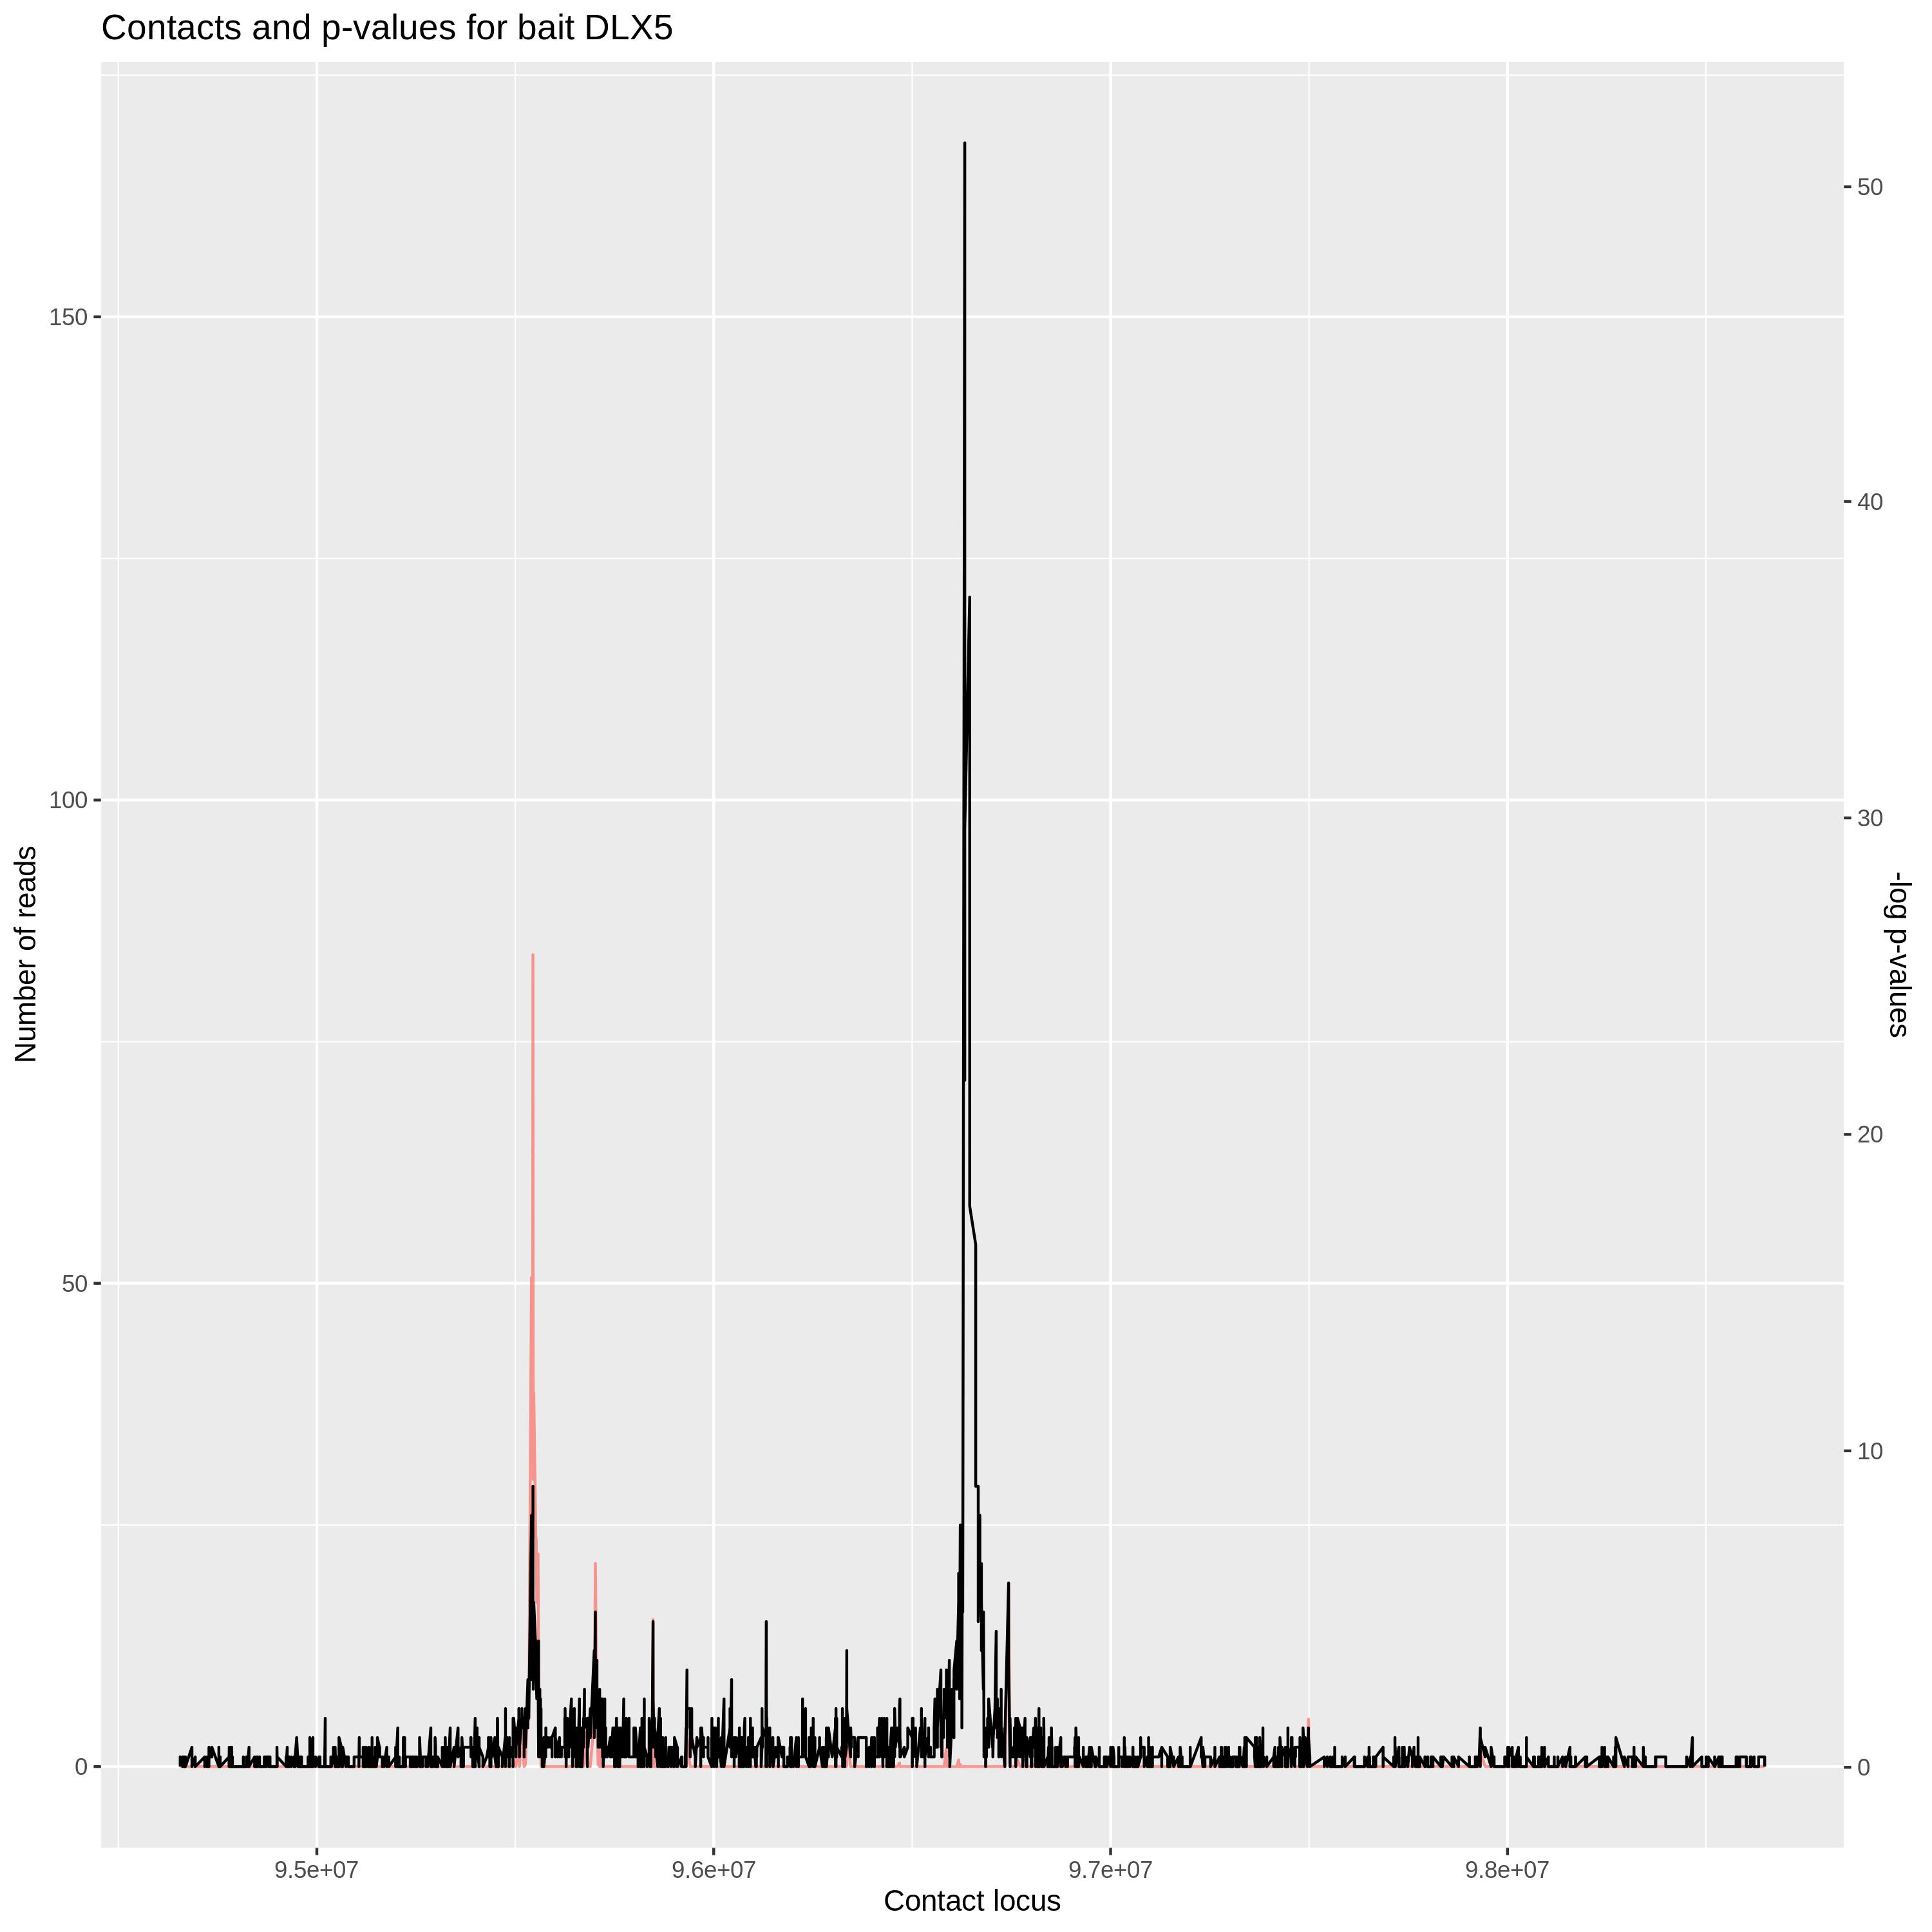 Contacts and p-values for bait DLX5
Number of reads
150
100
50
0
50
40
30
20
10
0
-log p-values
9.5e+07
9.6e+07
9.7e+07
9.8e+07
Contact locus